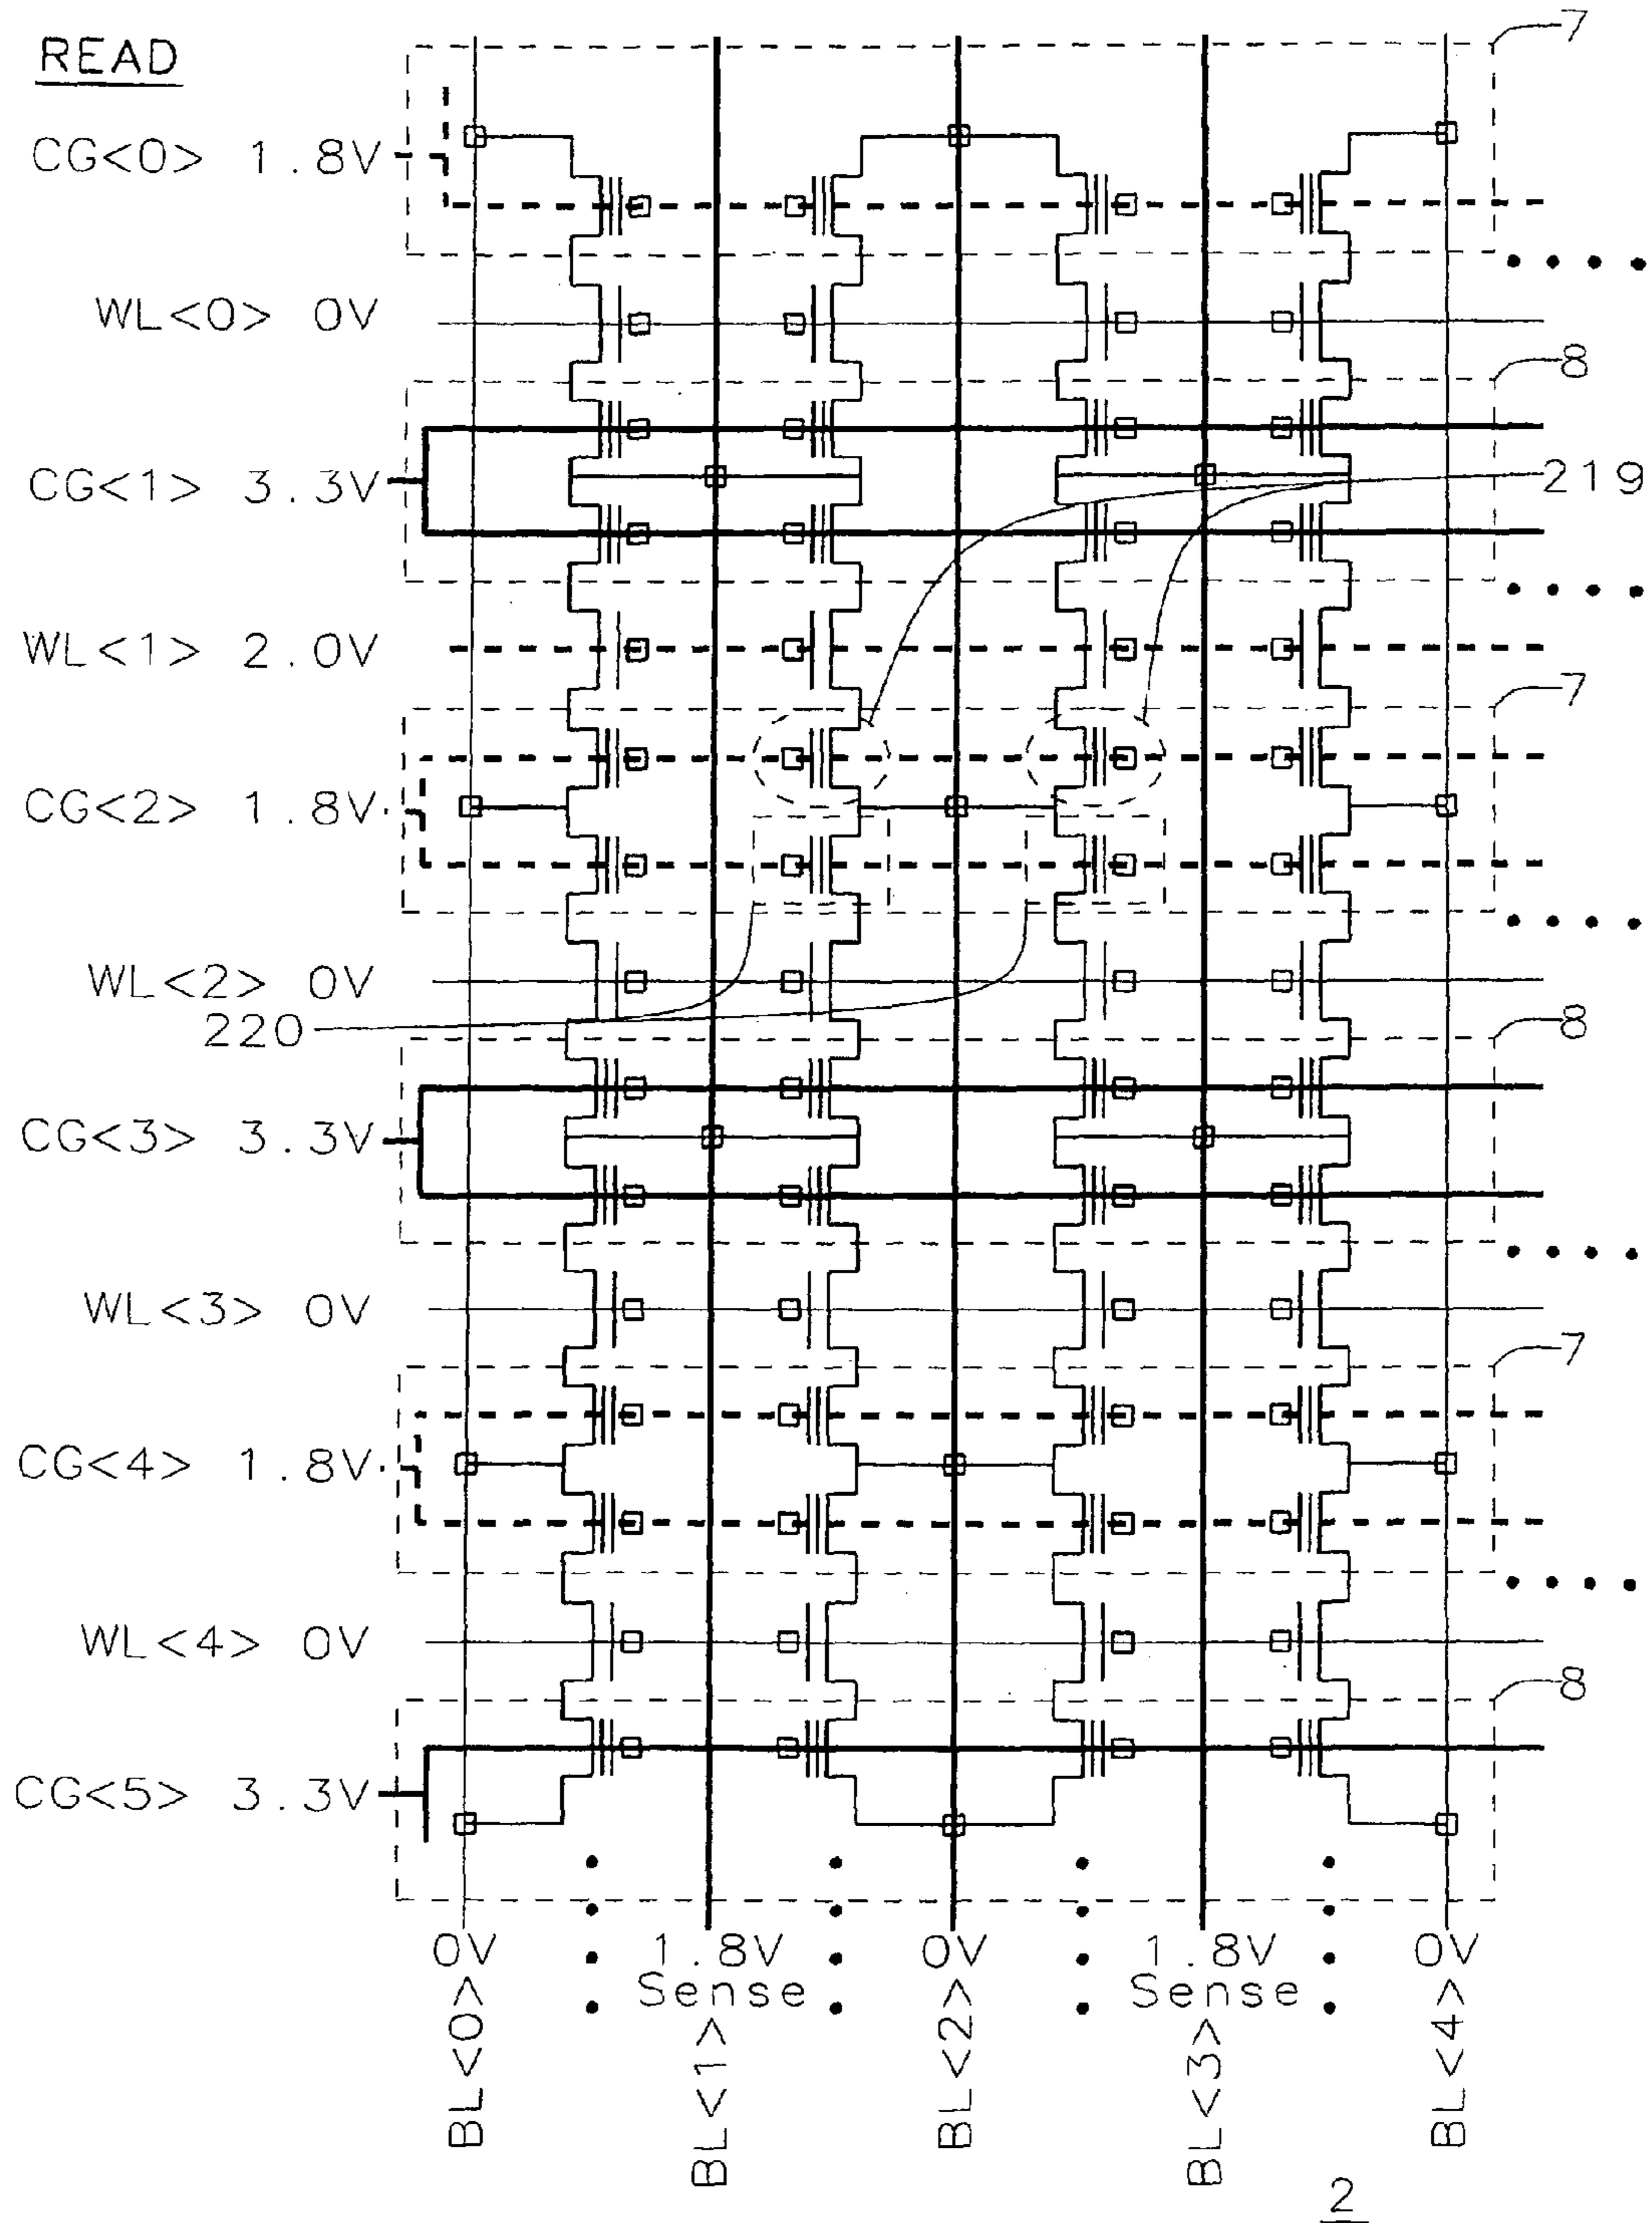 READ
7
CG<0> 1.8V
WL<0> 0V
8
CG<1> 3.3V
219
WL<1> 2.0V
7
CG<2> 1.8V
WL<2> 0V
220
8
CG<3> 3.3V
WL<3> 0V
7
CG<4> 1.8V
WL<4> 0V
8
CG<5> 3.3V
0V
1.8V
0V
1.8V
0V
Sense
Sense
BL<0>
BL<1>
BL<2>
BL<3>
BL<4>
2